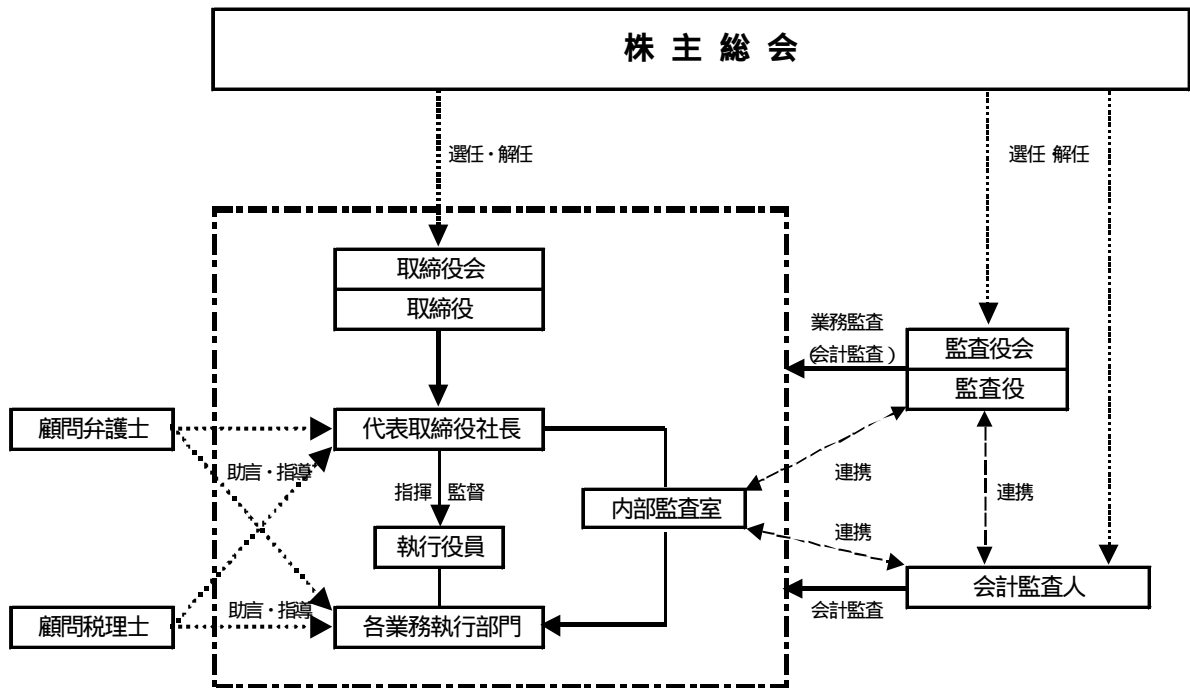 株主総会
選任・解任
選任 解任
取締役会
取締役
業務監査
(会計監査)
監査役会
監査役
顧問弁護士
代表取締役社長
助言・指導
指揮 監督
内部監査室
連携
連携
連携
執行役員
会計監査人
会計監査
顧問税理士
助言・指導
各業務執行部門